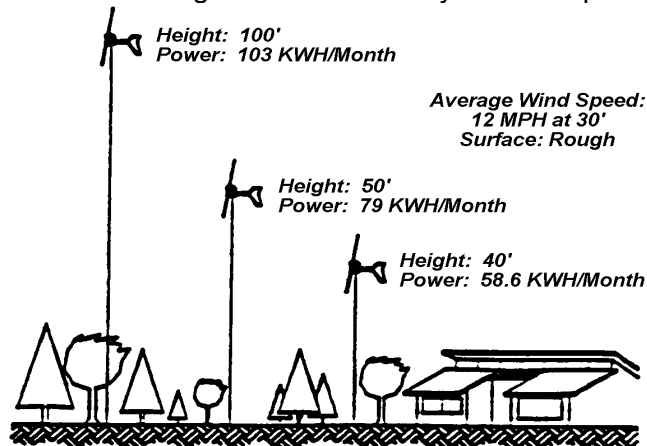 Height: 100'
Power: 103 KWH/Month
Average Wind Speed:
12 MPH at 30'
Surface: Rough
Height: 50'
Power: 79 KWH/Month
Height: 40'
Power: 58.6 KWH/Month